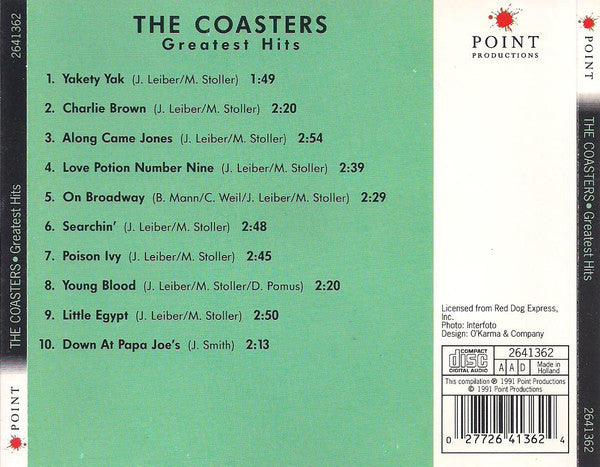 2641362
THE COASTERS • Greatest Hits
POINT
THE COASTERS
Greatest Hits
1. Yakety Yak (J. Leiber/M. Stoller) 1:49
2. Charlie Brown (J. Leiber/M. Stoller) 2:20
3. Along Came Jones (J. Leiber/M. Stoller) 2:54
4. Love Potion Number Nine (J. Leiber/M. Stoller) 2:39
5. On Broadway (B. Mann/C. Weil/J. Leiber/M. Stoller) 2:29
6. Searchin' (J. Leiber/M. Stoller) 2:48
7. Poison Ivy (J. Leiber/M. Stoller) 2:45
8. Young Blood (J. Leiber/M. Stoller/D. Pomus) 2:20
9. Little Egypt (J. Leiber/M. Stoller) 2:50
10. Down At Papa Joe's (J. Smith) 2:13
POINT
PRODUCTIONS
Licensed from Red Dog Express,
Inc.
Photo: Interfoto
Design: O'Karma & Company
COMPACT
disc
DIGITAL AUDIO
2641362
A A D
Made in
Holland
This compilation ℗ 1991 Point Productions
© 1991 Point Productions
0 27726 41362 4
POINT
THE COASTERS • Greatest Hits
2641362